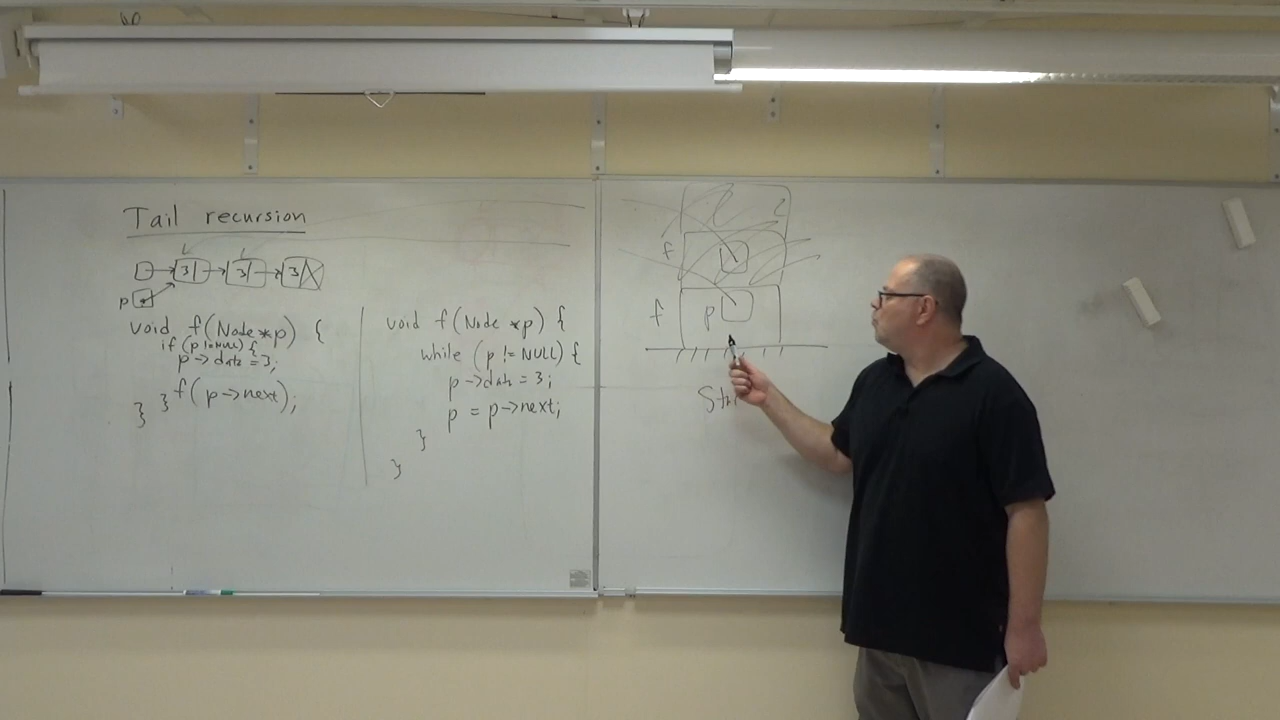 Tail recursion
3 3 3
p
void f(Node *p) {
if (p != NULL) {
p->data = 3;
f(p->next);
} }
void f(Node *p) {
while (p != NULL) {
p->data = 3;
p = p->next;
}
}
f
f p